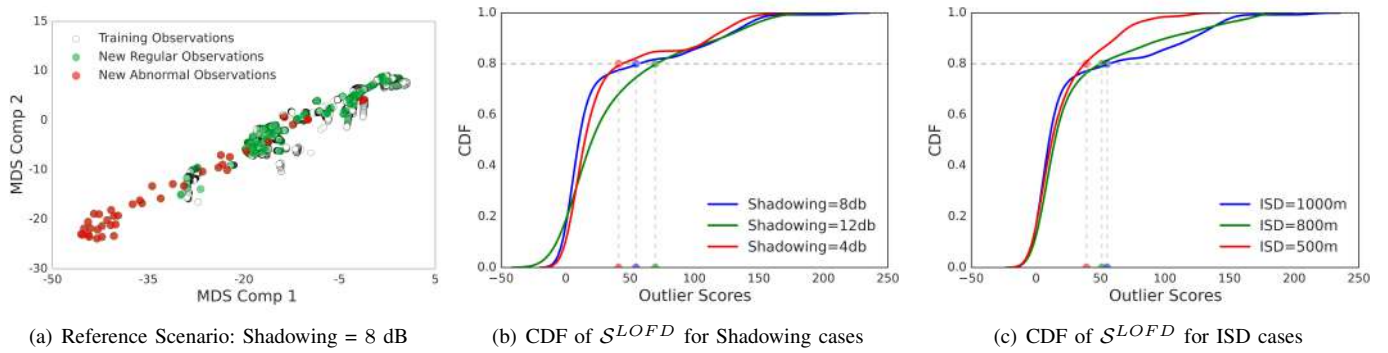 15
10
5
0
-5
-10
-15
-20
-25
-30
MDS Comp 2
Training Observations
New Regular Observations
New Abnormal Observations
-50 -35 -20 -5 5
MDS Comp 1
(a) Reference Scenario: Shadowing = 8 dB
1.0
0.8
0.6
0.4
0.2
0.0
CDF
Shadowing=8db
Shadowing=12db
Shadowing=4db
−50 0 50 100 150 200 250
Outlier Scores
(b) CDF of S^LOFD for Shadowing cases
1.0
0.8
0.6
0.4
0.2
0.0
CDF
ISD=1000m
ISD=800m
ISD=500m
−50 0 50 100 150 200 250
Outlier Scores
(c) CDF of S^LOFD for ISD cases